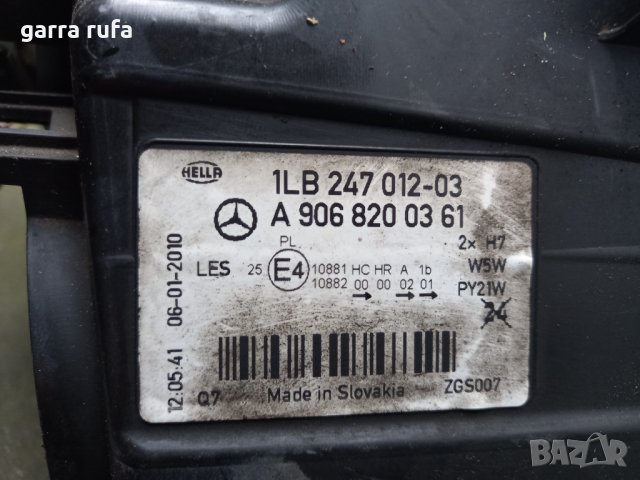 garra rufa
HELLA
1LB 247 012-03
A 906 820 03 61
PL
2x H7
LES 25 E4 10881 HC HR A 1b W5W
10882 00 00 02 01 PY21W
24
12:05:41 06-01-2010
Q7 Made in Slovakia ZGS007
BAZAR